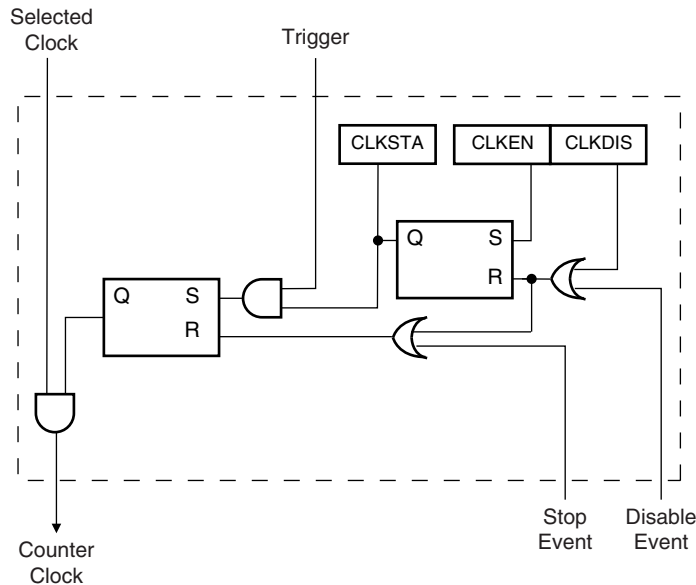 Selected
Clock
Trigger
CLKSTA
CLKEN
CLKDIS
Q
S
R
Q
S
R
Stop
Event
Disable
Event
Counter
Clock